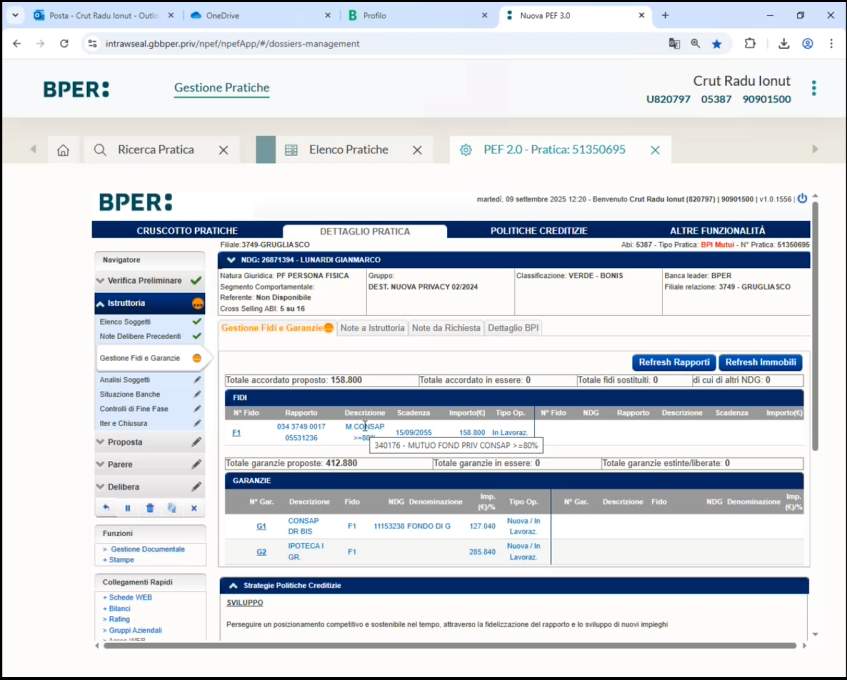 Posta - Crut Radu Ionut - Outlo
OneDrive
Profilo
Nuova PEF 3.0
intrawseal.gbbper.priv/npef/npefApp/#/dossiers-management
BPER:
Gestione Pratiche
Crut Radu Ionut
U820797 05387 90901500
Ricerca Pratica
Elenco Pratiche
PEF 2.0 - Pratica: 51350695
BPER:
martedì, 09 settembre 2025 12:20 - Benvenuto Crut Radu Ionut (820797) | 90901500 | v1.0.1556 |
CRUSCOTTO PRATICHE
DETTAGLIO PRATICA
POLITICHE CREDITIZIE
ALTRE FUNZIONALITÀ
Filiale: 3749-GRUGLIASCO
Abi: 5387 - Tipo Pratica: BPI Mutui - N° Pratica: 51350695
Navigatore
Verifica Preliminare
Istruttoria
Elenco Soggetti
Note Delibere Precedenti
Gestione Fidi e Garanzie
Analisi Soggetti
Situazione Banche
Controlli di Fine Fase
Iter e Chiusura
Proposta
Parere
Delibera
Funzioni
> Gestione Documentale
+ Stampe
Collegamenti Rapidi
+ Schede WEB
+ Bilanci
+ Rating
> Gruppi Aziendali
NDG: 26871394 - LUNARDI GIANMARCO
Natura Giuridica: PF PERSONA FISICA
Segmento Comportamentale:
Referente: Non Disponibile
Cross Selling ABI: 5 su 16
Gruppo:
DEST. NUOVA PRIVACY 02/2024
Classificazione: VERDE - BONIS
Banca leader: BPER
Filiale relazione: 3749 - GRUGLIASCO
Gestione Fidi e Garanzie
Note a Istruttoria
Note da Richiesta
Dettaglio BPI
Refresh Rapporti
Refresh Immobili
Totale accordato proposto: 158.800
Totale accordato in essere: 0
Totale fidi sostituiti: 0
di cui di altri NDG: 0
FIDI
N° Fido Rapporto Descrizione Scadenza Importo(€) Tipo Op. N° Fido NDG Rapporto Descrizione Scadenza Importo(€)
F1 034 3749 0017 05531236 M.CONSAP >=80% 15/09/2055 158.800 In Lavoraz.
340176 - MUTUO FOND PRIV CONSAP >=80%
Totale garanzie proposte: 412.880
Totale garanzie in essere: 0
Totale garanzie estinte/liberate: 0
GARANZIE
N° Gar. Descrizione Fido NDG Denominazione Imp. (€)/% Tipo Op. N° Gar. Descrizione Fido NDG Denominazione Imp. (€)/%
G1 CONSAP DR BIS F1 11153238 FONDO DI G 127.040 Nuova / In Lavoraz.
G2 IPOTECA I GR. F1 285.840 Nuova / In Lavoraz.
Strategie Politiche Creditizie
SVILUPPO
Perseguire un posizionamento competitivo e sostenibile nel tempo, attraverso la fidelizzazione del rapporto e lo sviluppo di nuovi impieghi